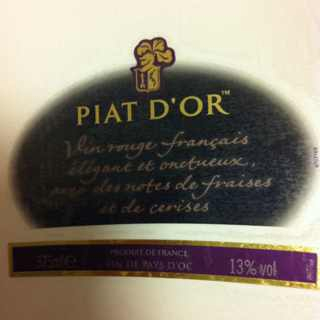 PIAT D'OR™
Vin rouge français
élégant et onctueux,
avec des notes de fraises
et de cerises
PRODUIT DE FRANCE
VIN DE PAYS D'OC
13% vol